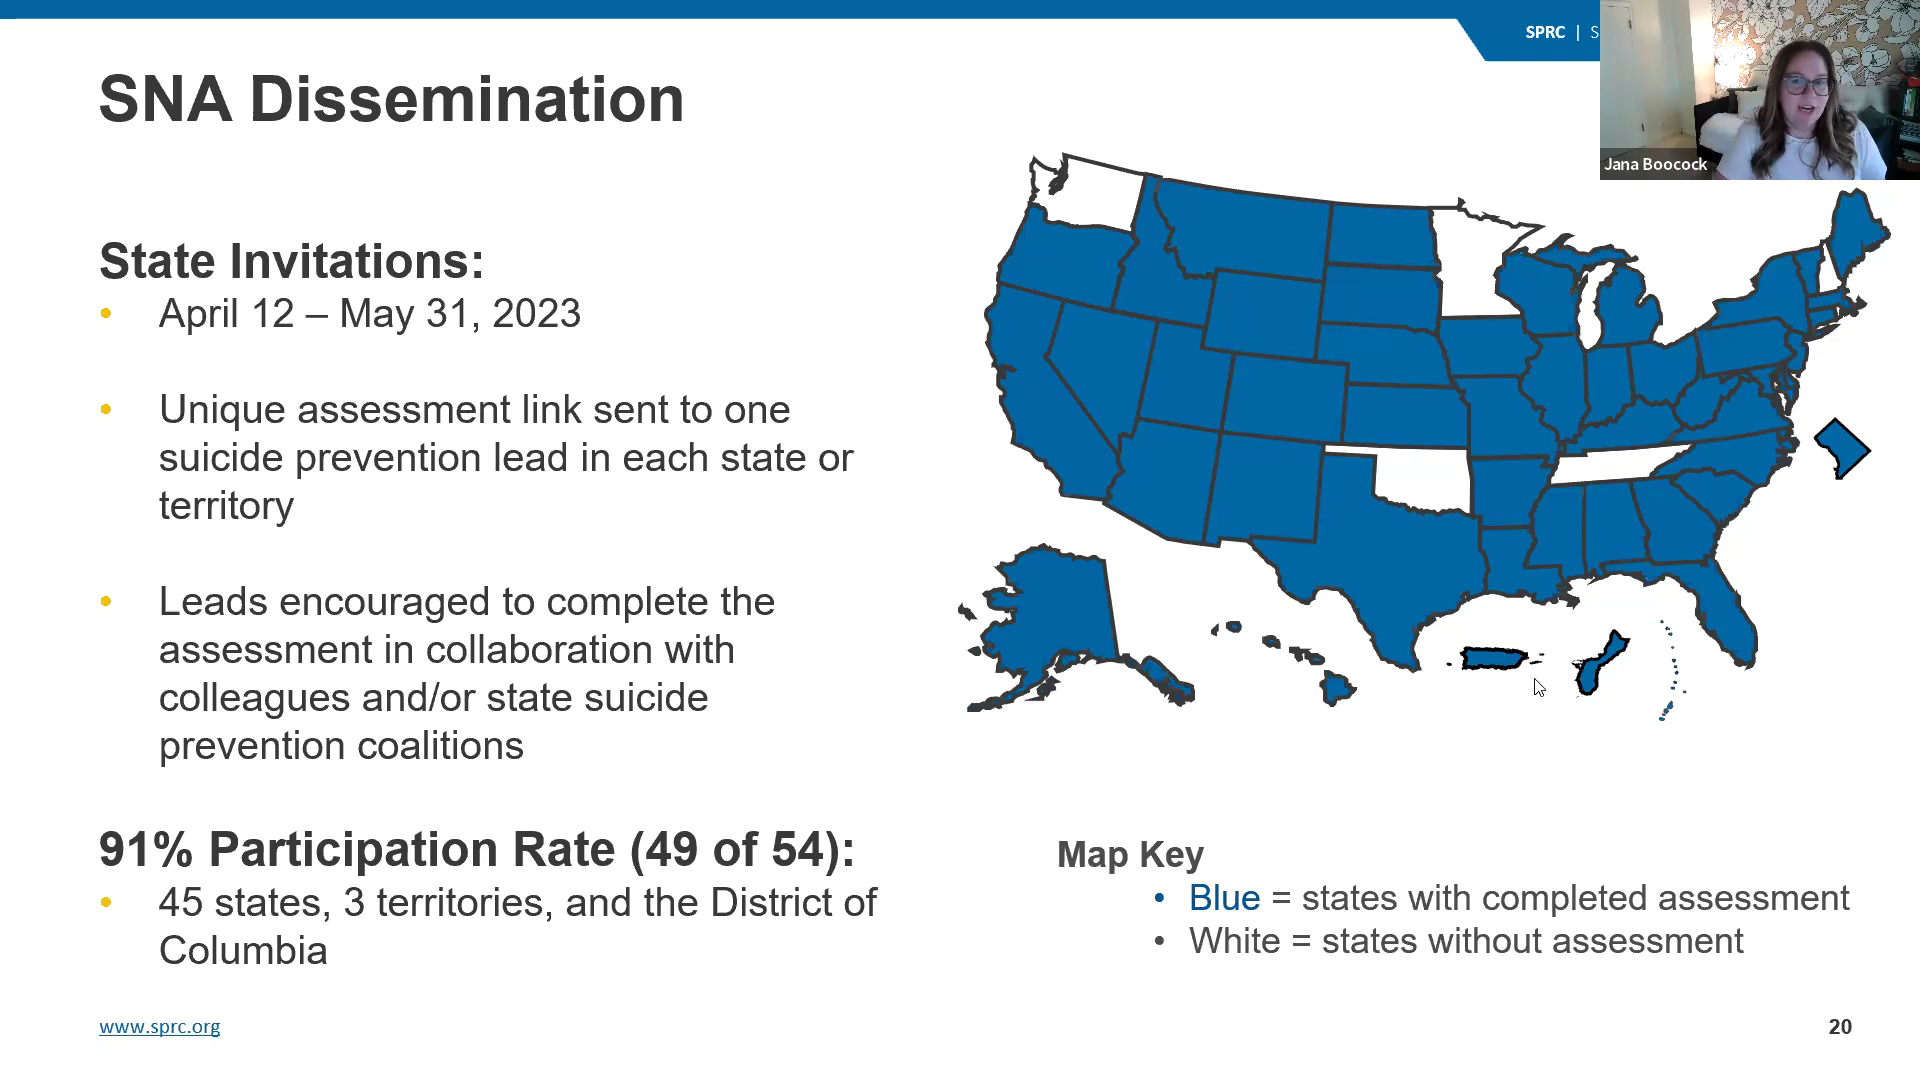 SPRC | S
Jana Boocock
SNA Dissemination
State Invitations:
• April 12 – May 31, 2023
• Unique assessment link sent to one
suicide prevention lead in each state or
territory
• Leads encouraged to complete the
assessment in collaboration with
colleagues and/or state suicide
prevention coalitions
91% Participation Rate (49 of 54):
• 45 states, 3 territories, and the District of
Columbia
Map Key
• Blue = states with completed assessment
• White = states without assessment
www.sprc.org
20